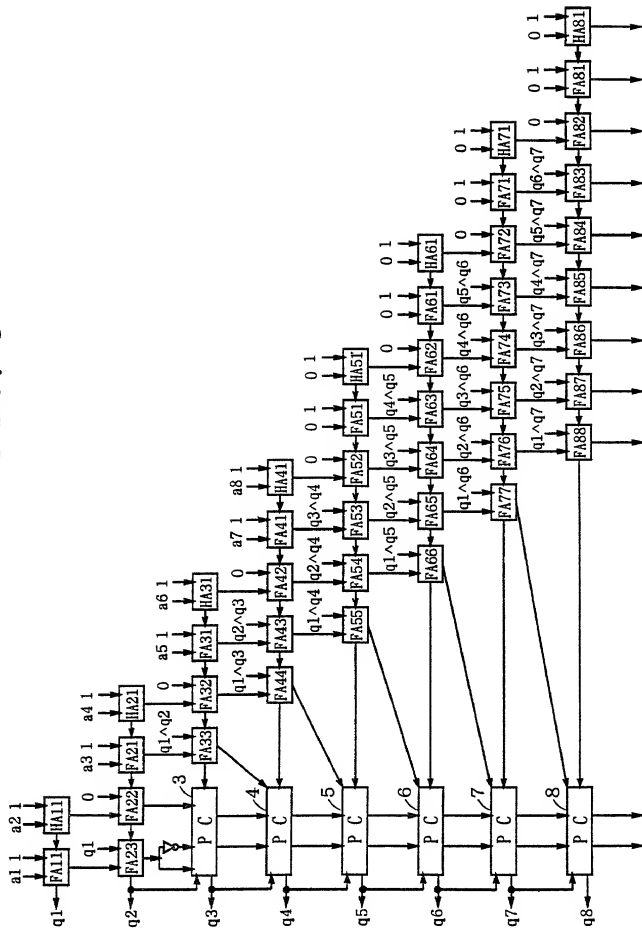 a1 1 a2 1
q1 FA11 HA11
q1 0 a3 1 a4 1
q2 FA23 FA22 FA21 HA21
q1^q2 0 a5 1 a6 1
3
q3 P C FA33 FA32 FA31 HA31
q1^q3 q2^q3 0 a7 1 a8 1
4
q4 P C FA44 FA43 FA42 FA41 HA41
q1^q4 q2^q4 q3^q4 0 0 1 0 1
5
q5 P C FA55 FA54 FA53 FA52 FA51 HA51
q1^q5 q2^q5 q3^q5 q4^q5 0 0 1 0 1
6
q6 P C FA66 FA65 FA64 FA63 FA62 FA61 HA61
q1^q6 q2^q6 q3^q6 q4^q6 q5^q6 0 0 1 0 1
7
q7 P C FA77 FA76 FA75 FA74 FA73 FA72 FA71 HA71
q1^q7 q2^q7 q3^q7 q4^q7 q5^q7 q6^q7 0 0 1 0 1
8
q8 P C FA88 FA87 FA86 FA85 FA84 FA83 FA82 FA81 HA81